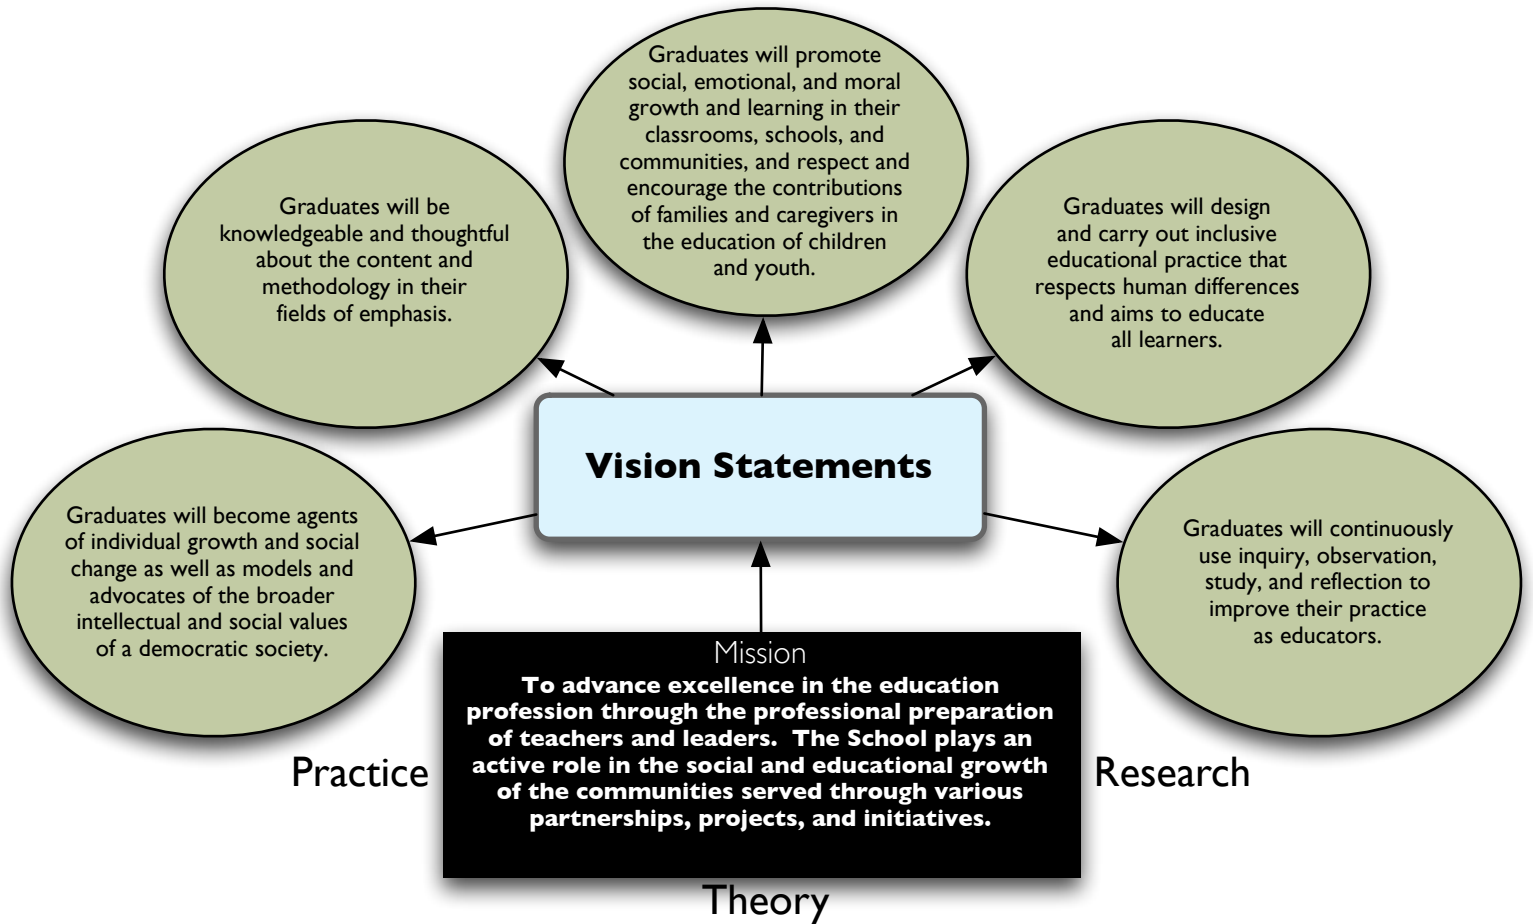 Graduates will promote
social, emotional, and moral
growth and learning in their
classrooms, schools, and
communities, and respect and
encourage the contributions
of families and caregivers in
the education of children
and youth.
Graduates will be
knowledgeable and thoughtful
about the content and
methodology in their
fields of emphasis.
Graduates will design
and carry out inclusive
educational practice that
respects human differences
and aims to educate
all learners.
Vision Statements
Graduates will become agents
of individual growth and social
change as well as models and
advocates of the broader
intellectual and social values
of a democratic society.
Graduates will continuously
use inquiry, observation,
study, and reflection to
improve their practice
as educators.
Mission
To advance excellence in the education
profession through the professional preparation
of teachers and leaders.  The School plays an
active role in the social and educational growth
of the communities served through various
partnerships, projects, and initiatives.
Practice
Research
Theory